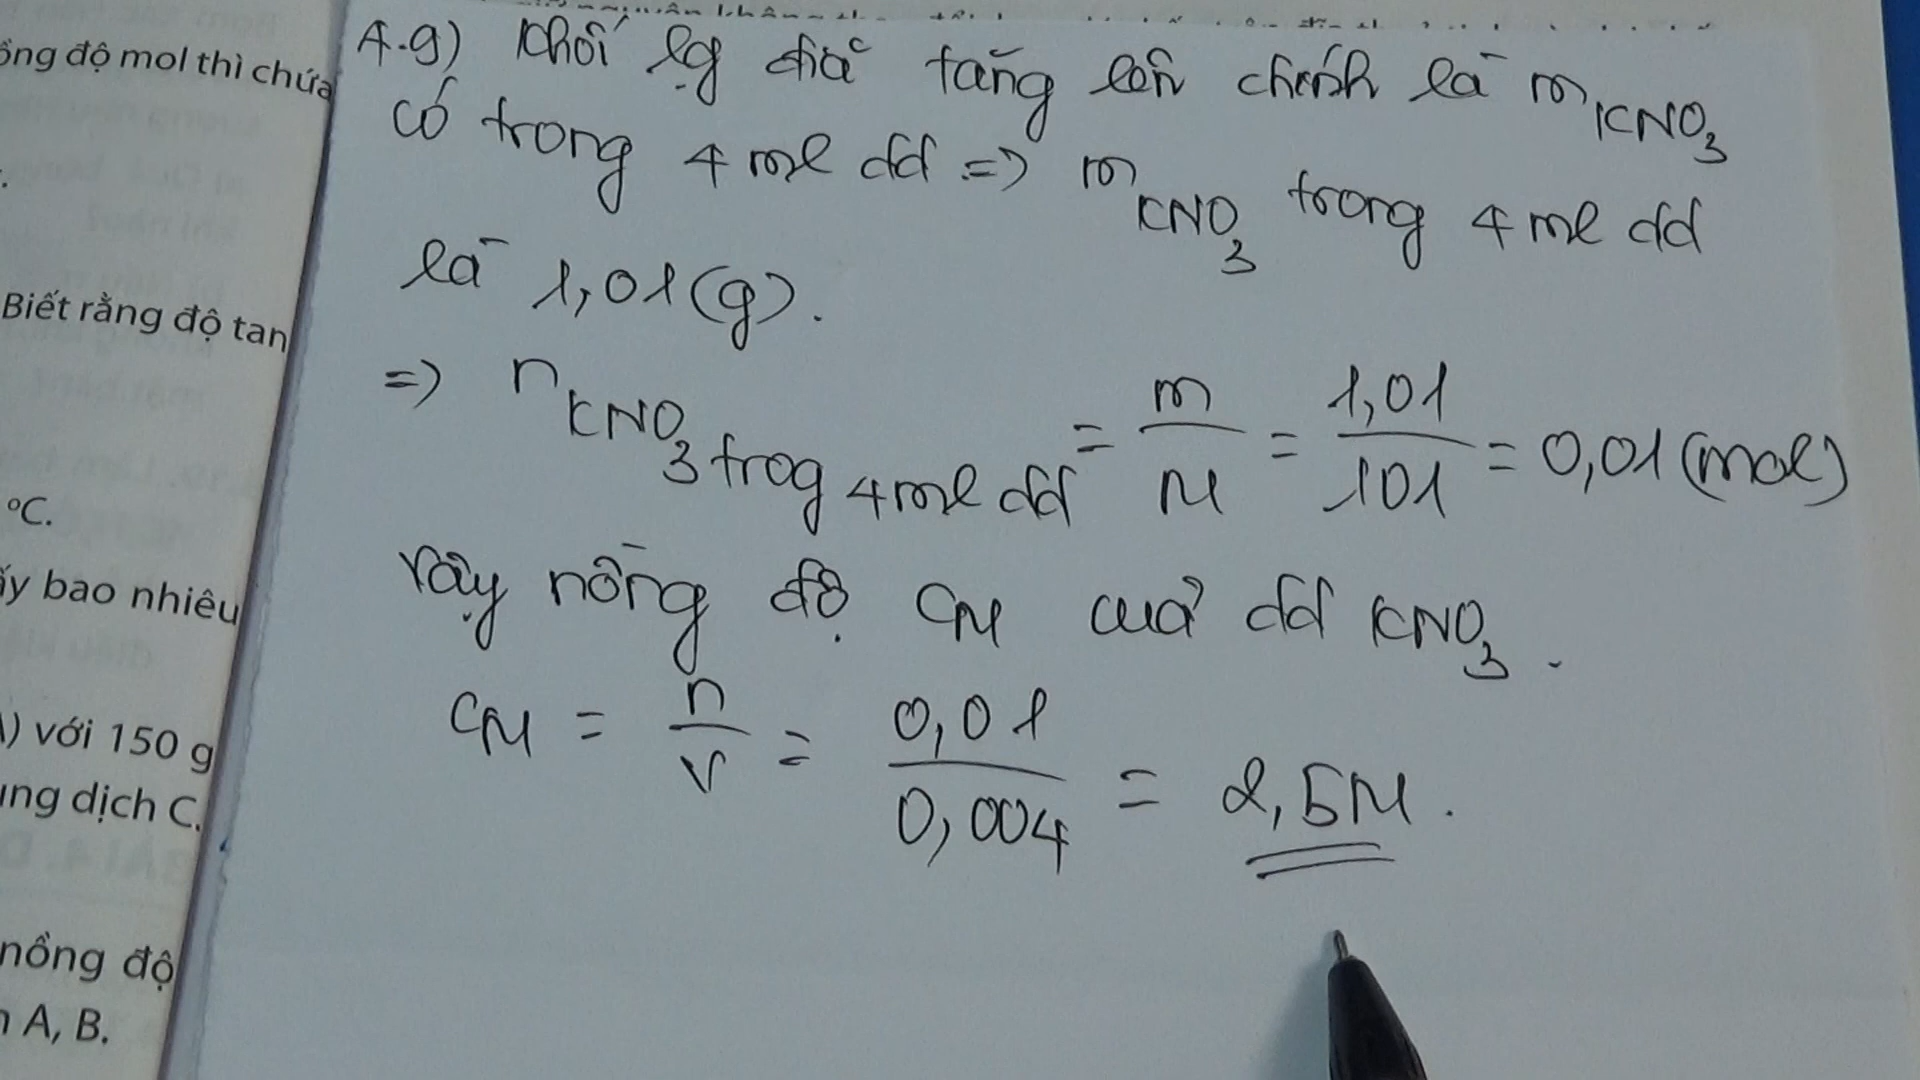 4.9) Khối lg đĩa tăng lên chính là m KNO3
có trong 4 ml dd => m KNO3 trong 4 ml dd
là 1,01(g).
=> n KNO3 trog 4 ml dd = m/M = 1,01/101 = 0,01 (mol)
Vậy nồng độ CM của dd KNO3.
CM = n/V = 0,01/0,004 = 2,5M.
ồng độ mol thì chứa
Biết rằng độ tan
°C.
ấy bao nhiêu
) với 150 g
ung dịch C.
nồng độ
A, B.